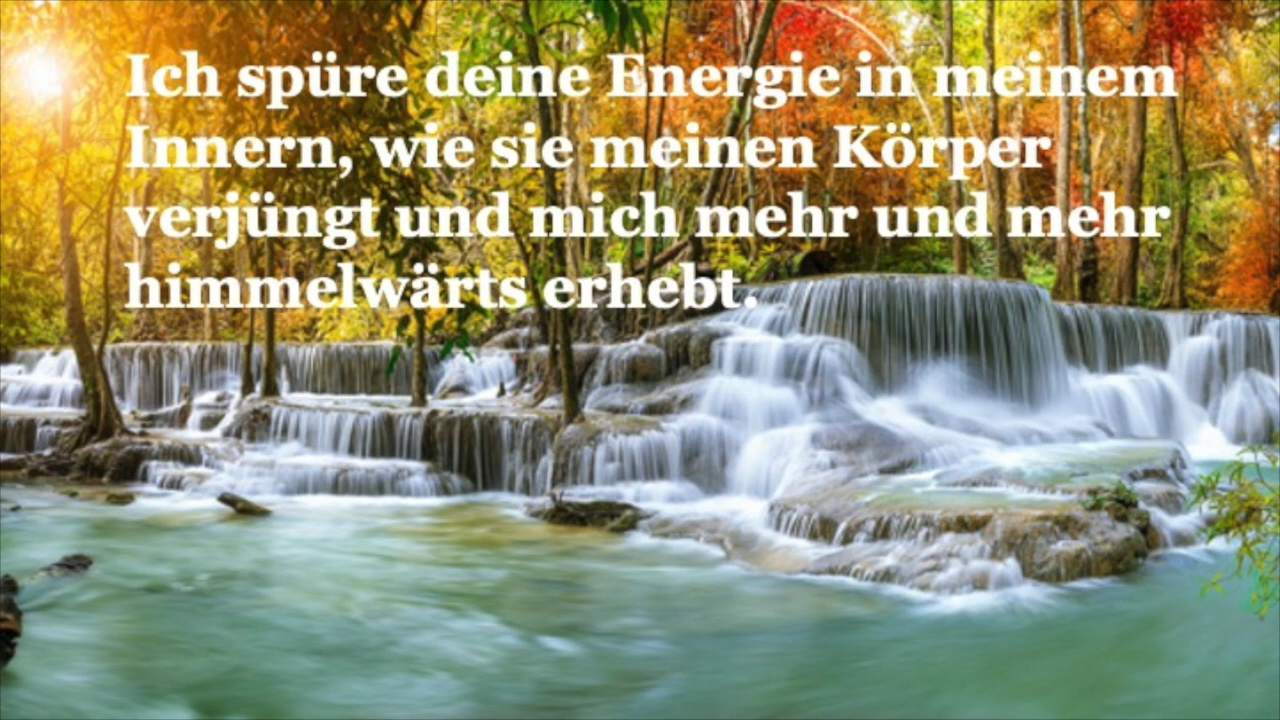 Ich spüre deine Energie in meinem
Innern, wie sie meinen Körper
verjüngt und mich mehr und mehr
himmelwärts erhebt.